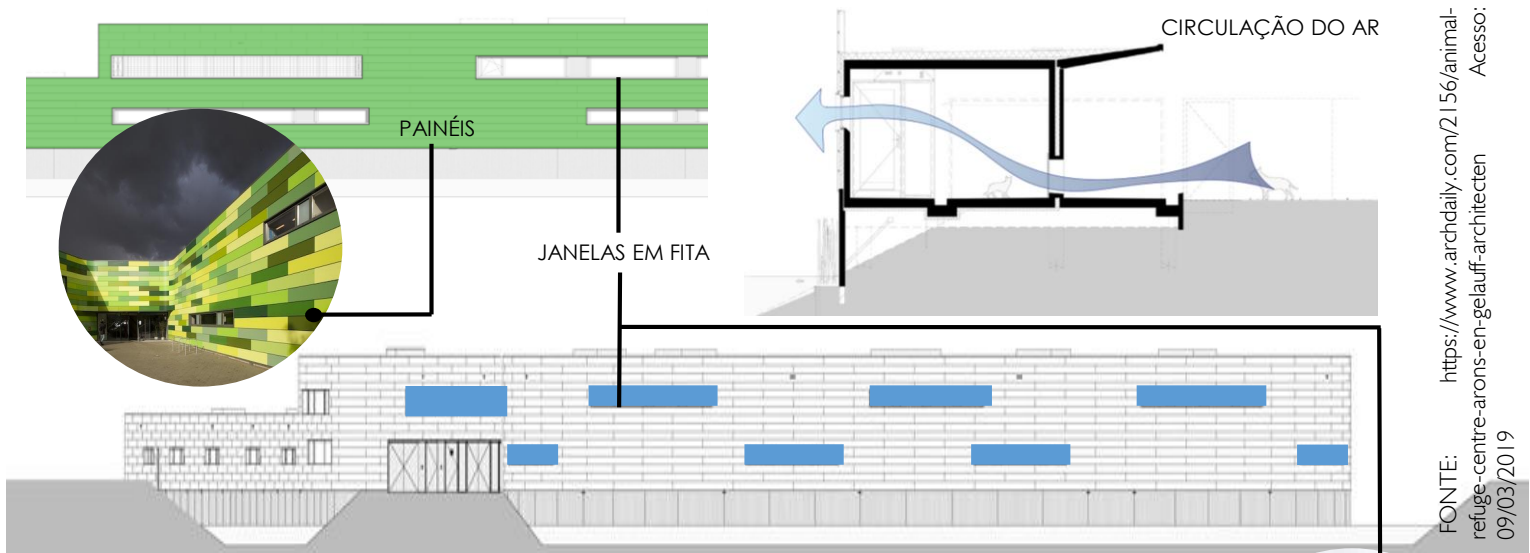 CIRCULAÇÃO DO AR
PAINÉIS
JANELAS EM FITA
FONTE: https://www.archdaily.com/2156/animal-
refuge-centre-arons-en-gelauff-architecten Acesso:
09/03/2019